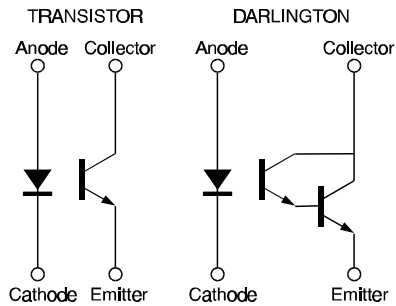 TRANSISTOR DARLINGTON
Anode Collector Anode Collector
Cathode Emitter Cathode Emitter